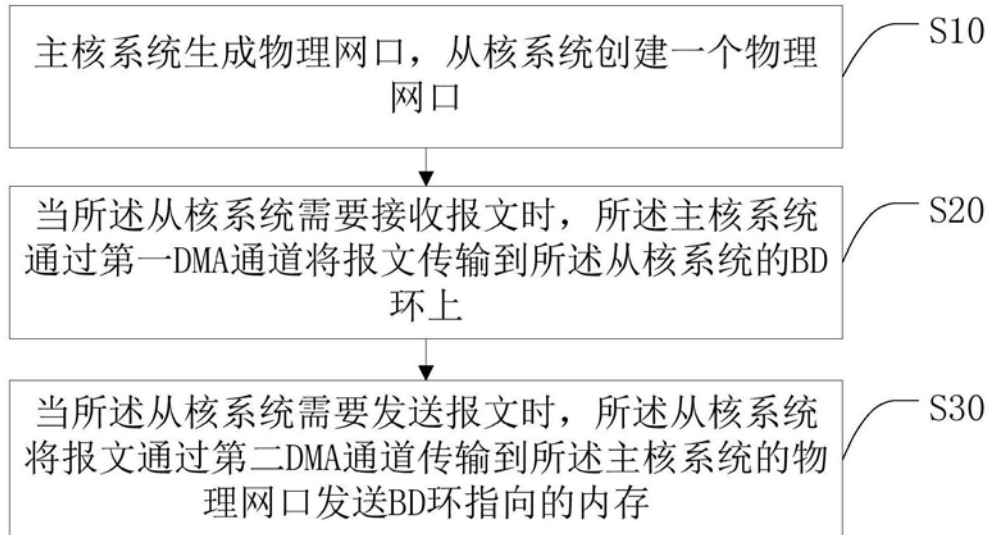 主核系统生成物理网口，从核系统创建一个物理
网口
S10
当所述从核系统需要接收报文时，所述主核系统
通过第一DMA通道将报文传输到所述从核系统的BD
环上
S20
当所述从核系统需要发送报文时，所述从核系统
将报文通过第二DMA通道传输到所述主核系统的物
理网口发送BD环指向的内存
S30